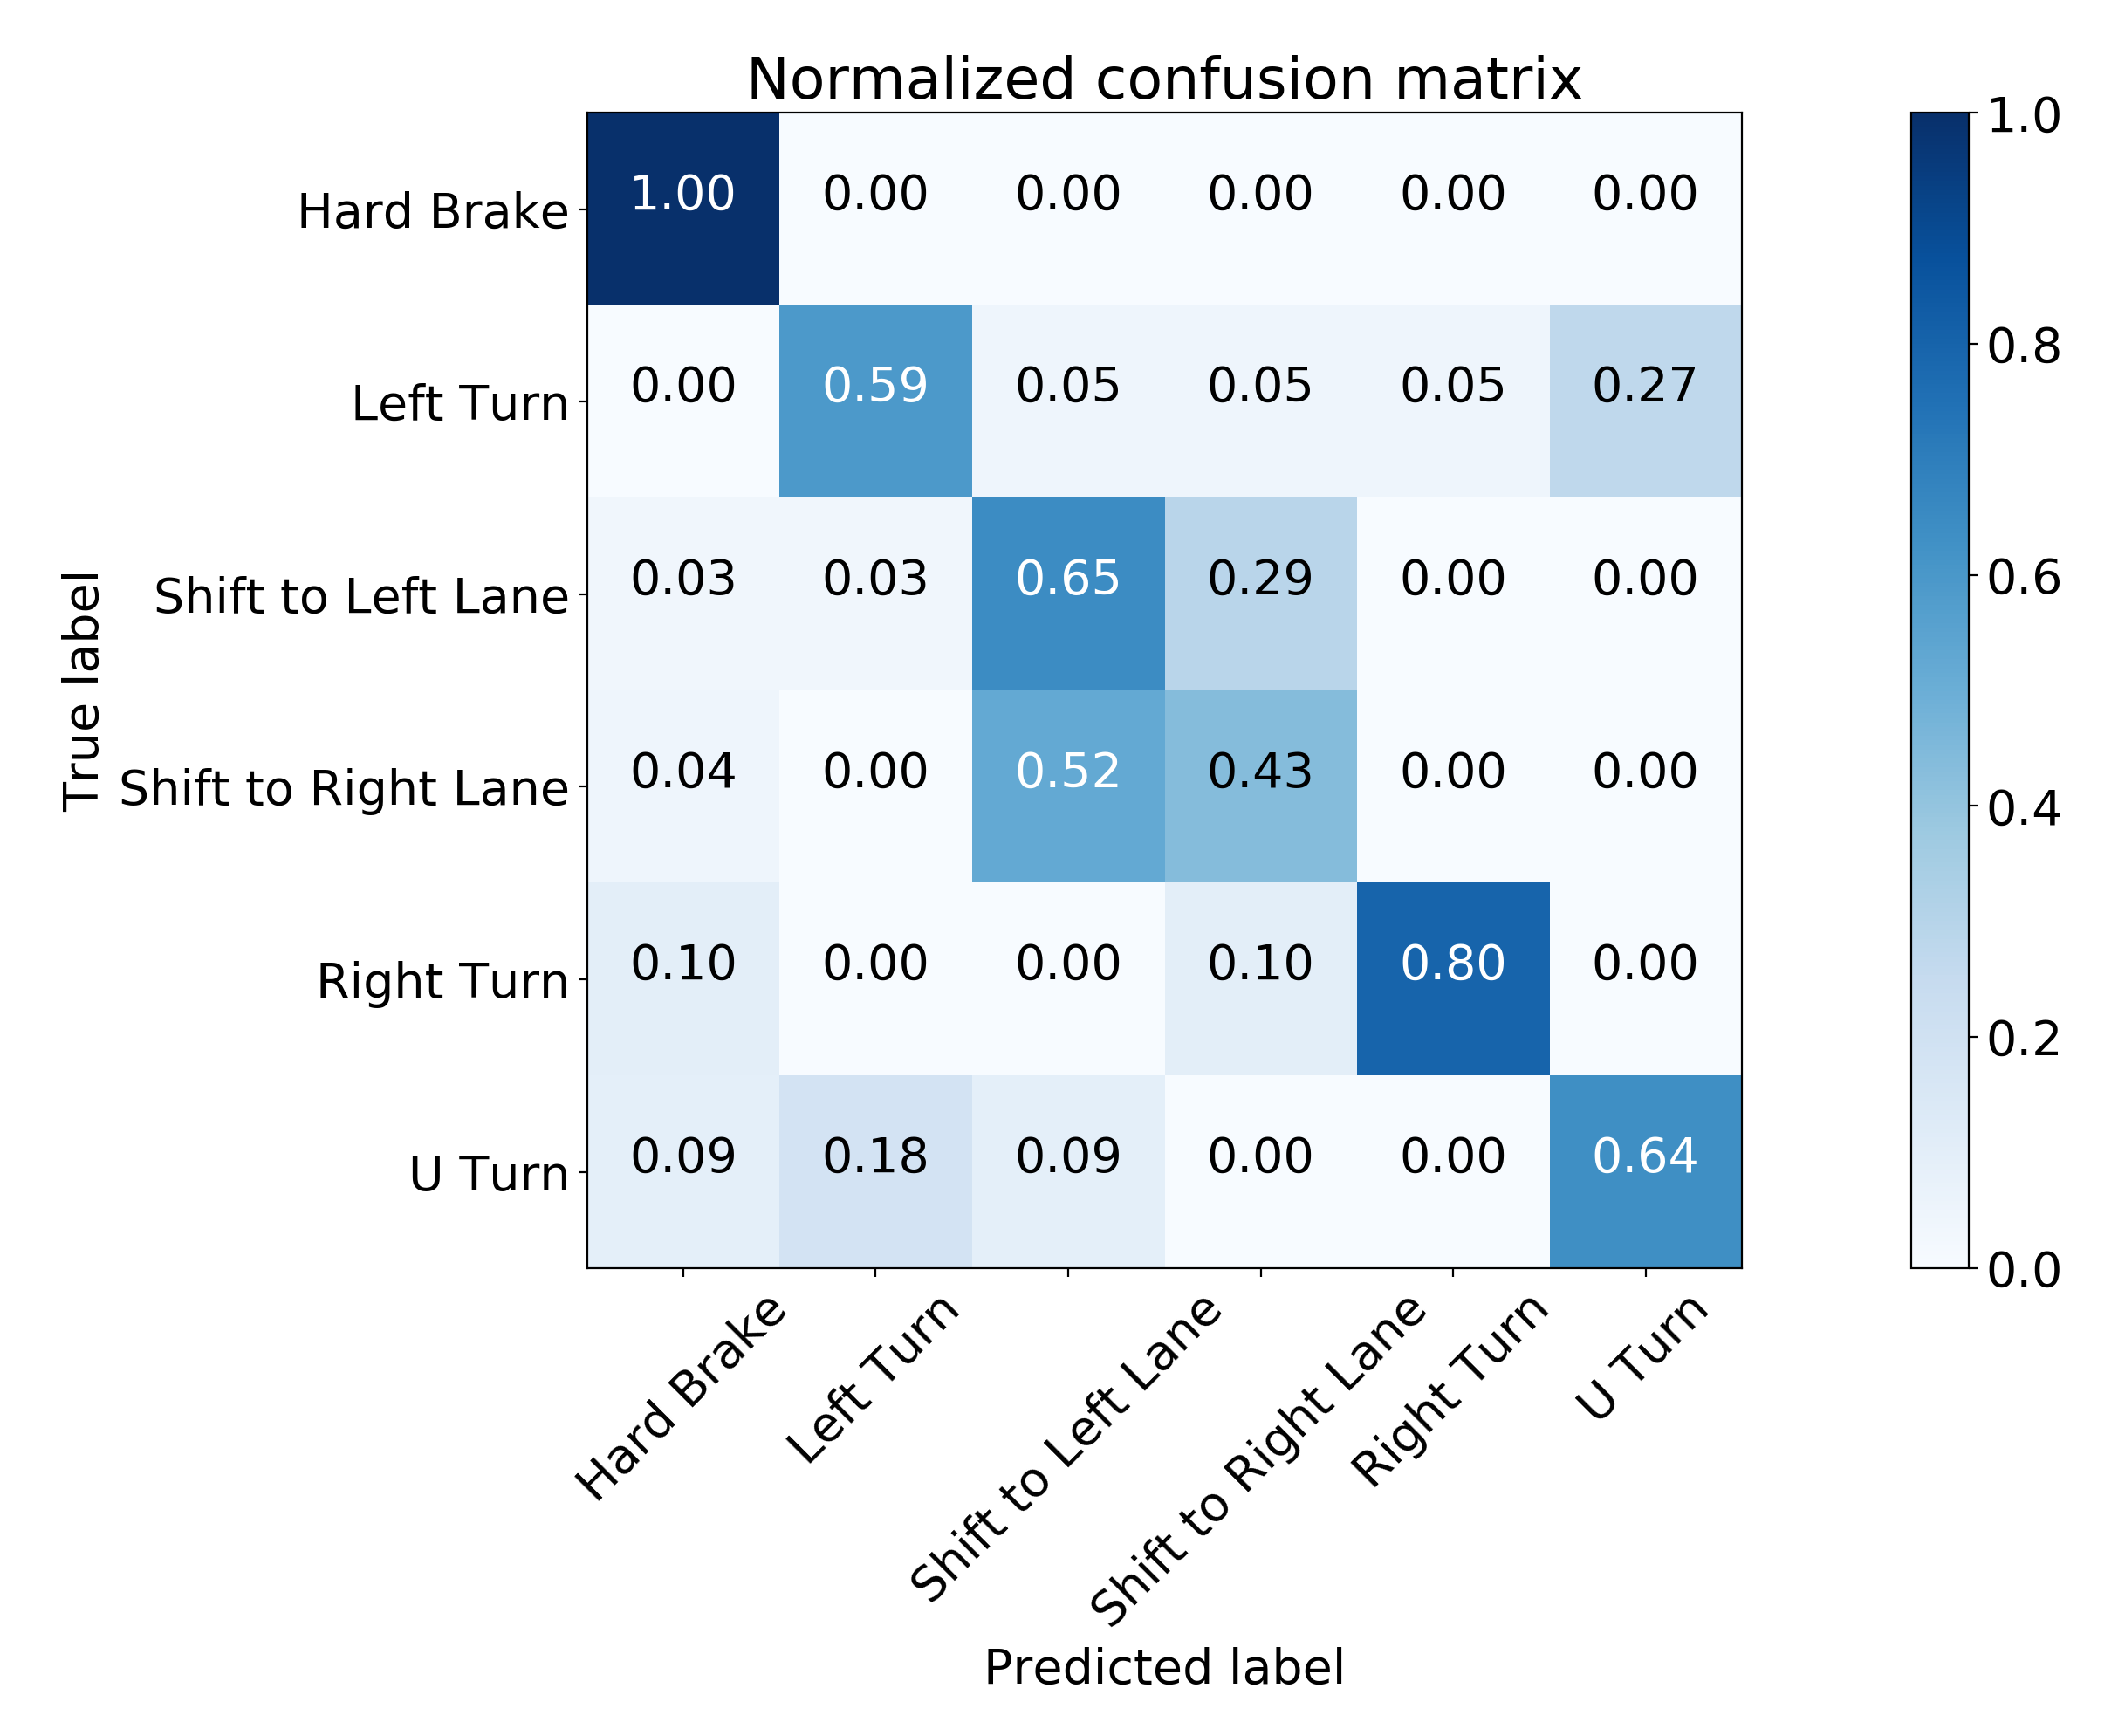 Normalized confusion matrix
True label
Hard Brake 1.00 0.00 0.00 0.00 0.00 0.00
Left Turn 0.00 0.59 0.05 0.05 0.05 0.27
Shift to Left Lane 0.03 0.03 0.65 0.29 0.00 0.00
Shift to Right Lane 0.04 0.00 0.52 0.43 0.00 0.00
Right Turn 0.10 0.00 0.00 0.10 0.80 0.00
U Turn 0.09 0.18 0.09 0.00 0.00 0.64
Hard Brake
Left Turn
Shift to Left Lane
Shift to Right Lane
Right Turn
U Turn
Predicted label
1.0
0.8
0.6
0.4
0.2
0.0